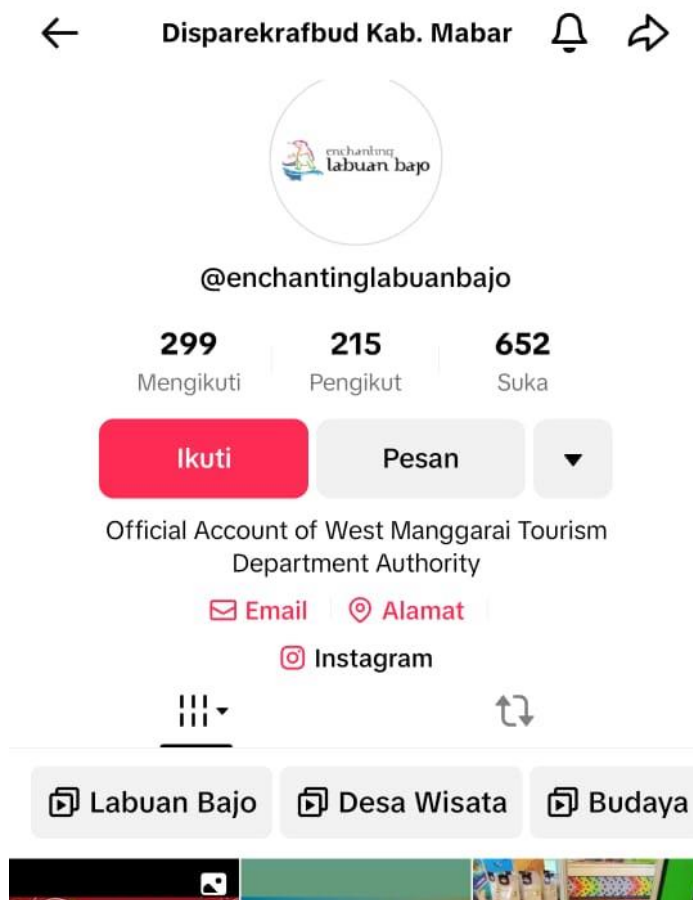 Disparekrafbud Kab. Mabar
enchanting
labuan bajo
@enchantinglabuanbajo
299 215 652
Mengikuti Pengikut Suka
Ikuti Pesan
Official Account of West Manggarai Tourism
Department Authority
Email Alamat
Instagram
Labuan Bajo Desa Wisata Budaya